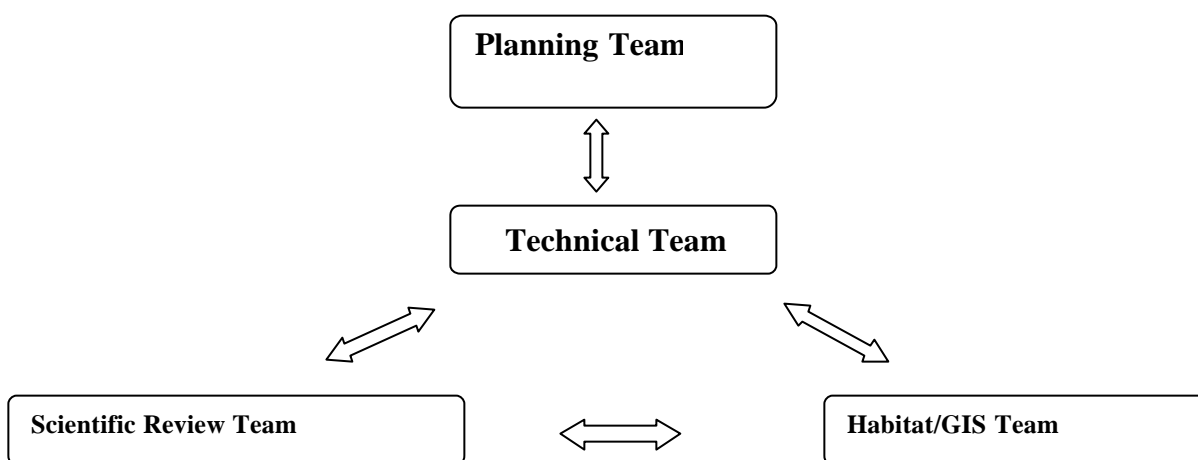 Planning Team
Technical Team
Scientific Review Team
Habitat/GIS Team